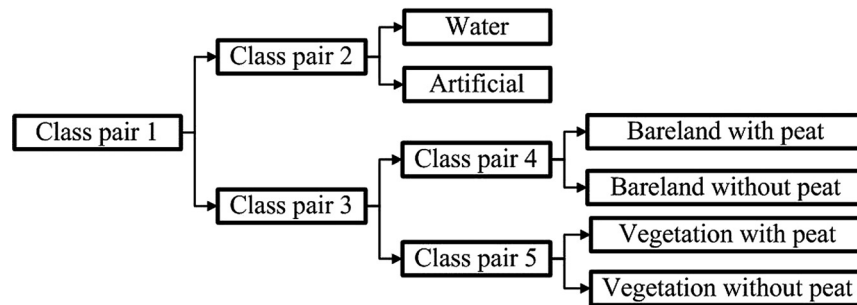 Class pair 1
Class pair 2
Water
Artificial
Class pair 3
Class pair 4
Bareland with peat
Bareland without peat
Class pair 5
Vegetation with peat
Vegetation without peat